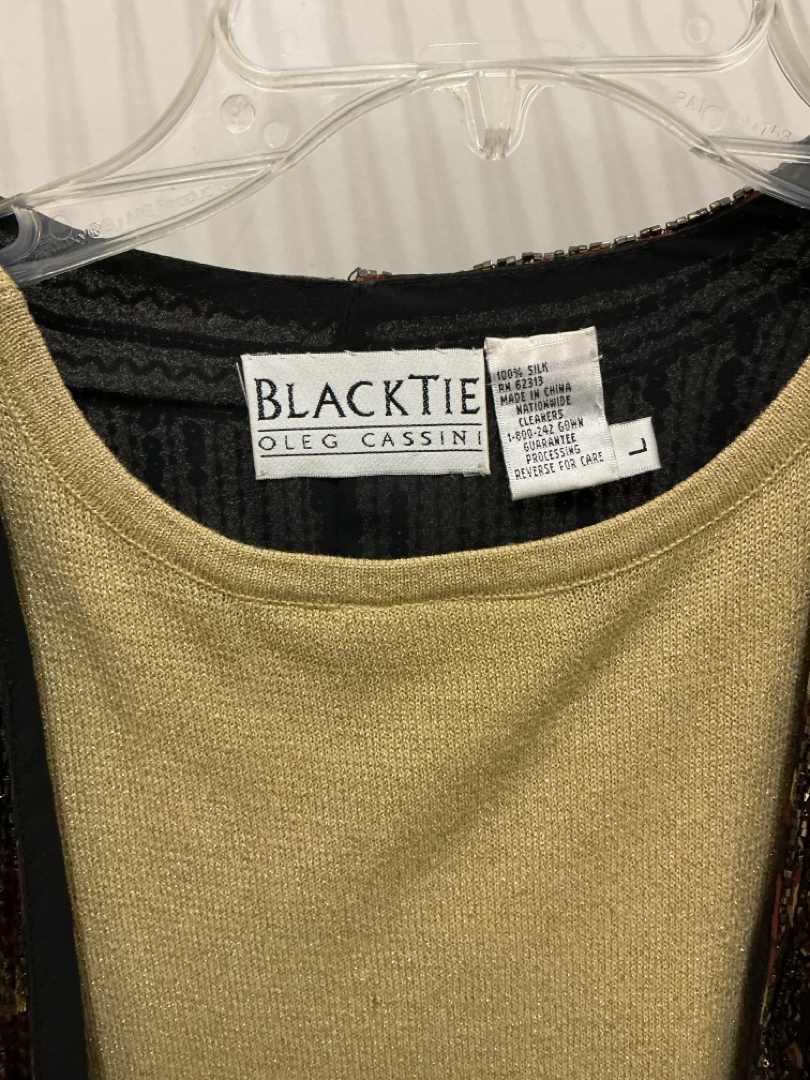 BLACKTIE
OLEG CASSINI
100% SILK
RN 62313
MADE IN CHINA
NATIONWIDE
CLEANERS
1-800-242 GOWN
GUARANTEE
PROCESSING
REVERSE FOR CARE
L